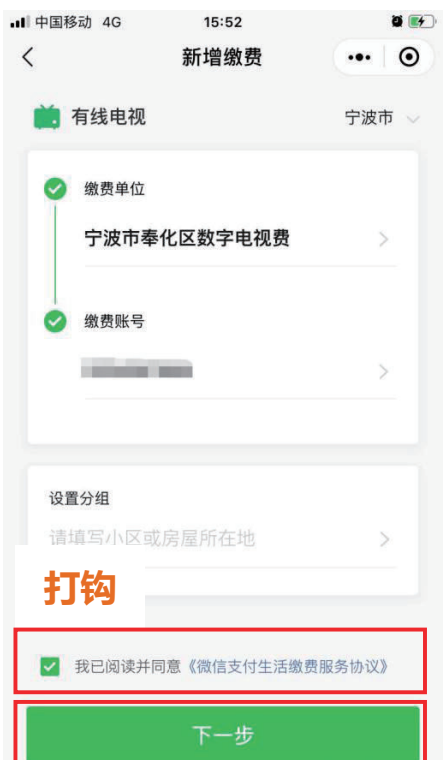 中国移动 4G 15:52
新增缴费
有线电视 宁波市
缴费单位
宁波市奉化区数字电视费
缴费账号
设置分组
请填写小区或房屋所在地
打钩
我已阅读并同意《微信支付生活缴费服务协议》
下一步